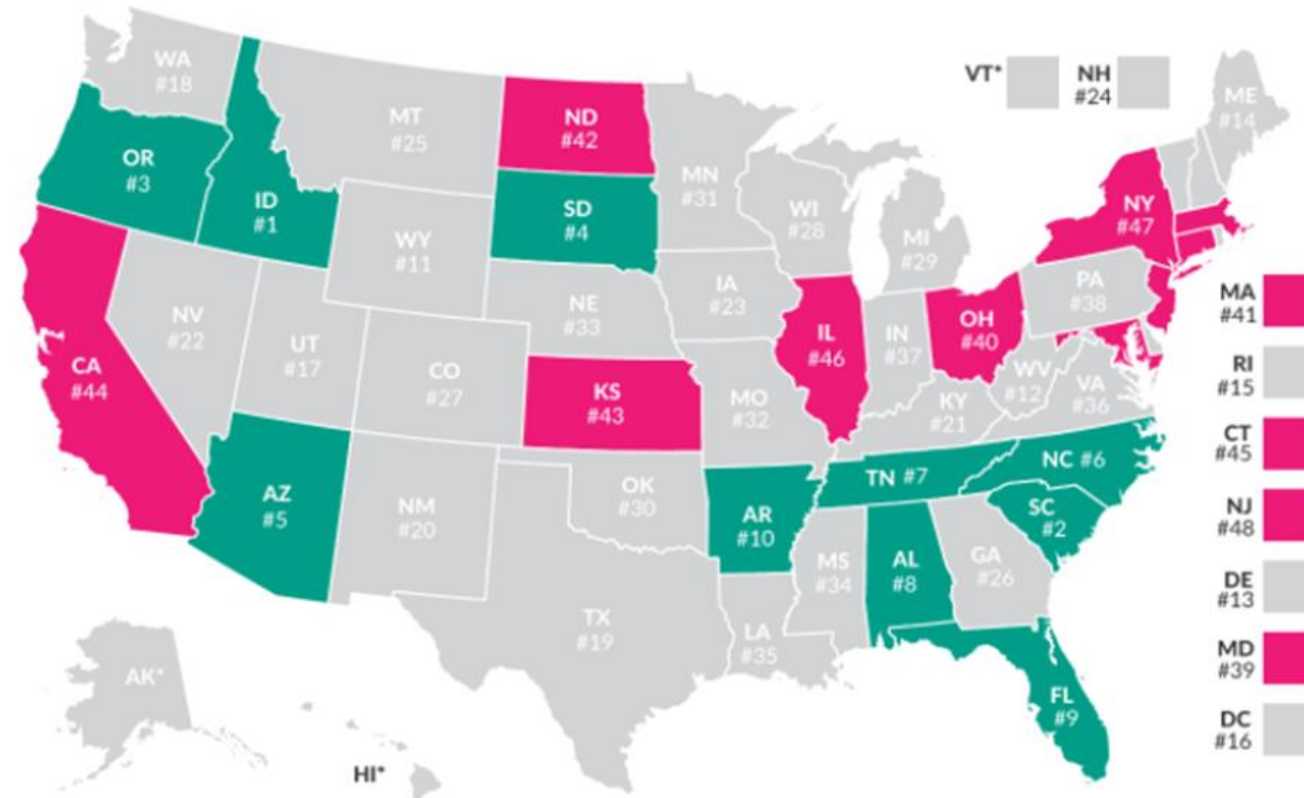 WA
#18
OR
#3
CA
#44
ID
#1
NV
#22
MT
#25
WY
#11
UT
#17
AZ
#5
CO
#27
NM
#20
ND
#42
SD
#4
NE
#33
KS
#43
OK
#30
TX
#19
MN
#31
IA
#23
MO
#32
AR
#10
LA
#35
WI
#28
IL
#46
MI
#29
IN
#37
OH
#40
KY
#21
TN #7
MS
#34
AL
#8
GA
#26
FL
#9
SC
#2
NC #6
VA
#36
WV
#12
PA
#38
NY
#47
VT*
NH
#24
ME
#14
MA
#41
RI
#15
CT
#45
NJ
#48
DE
#13
MD
#39
DC
#16
AK*
HI*